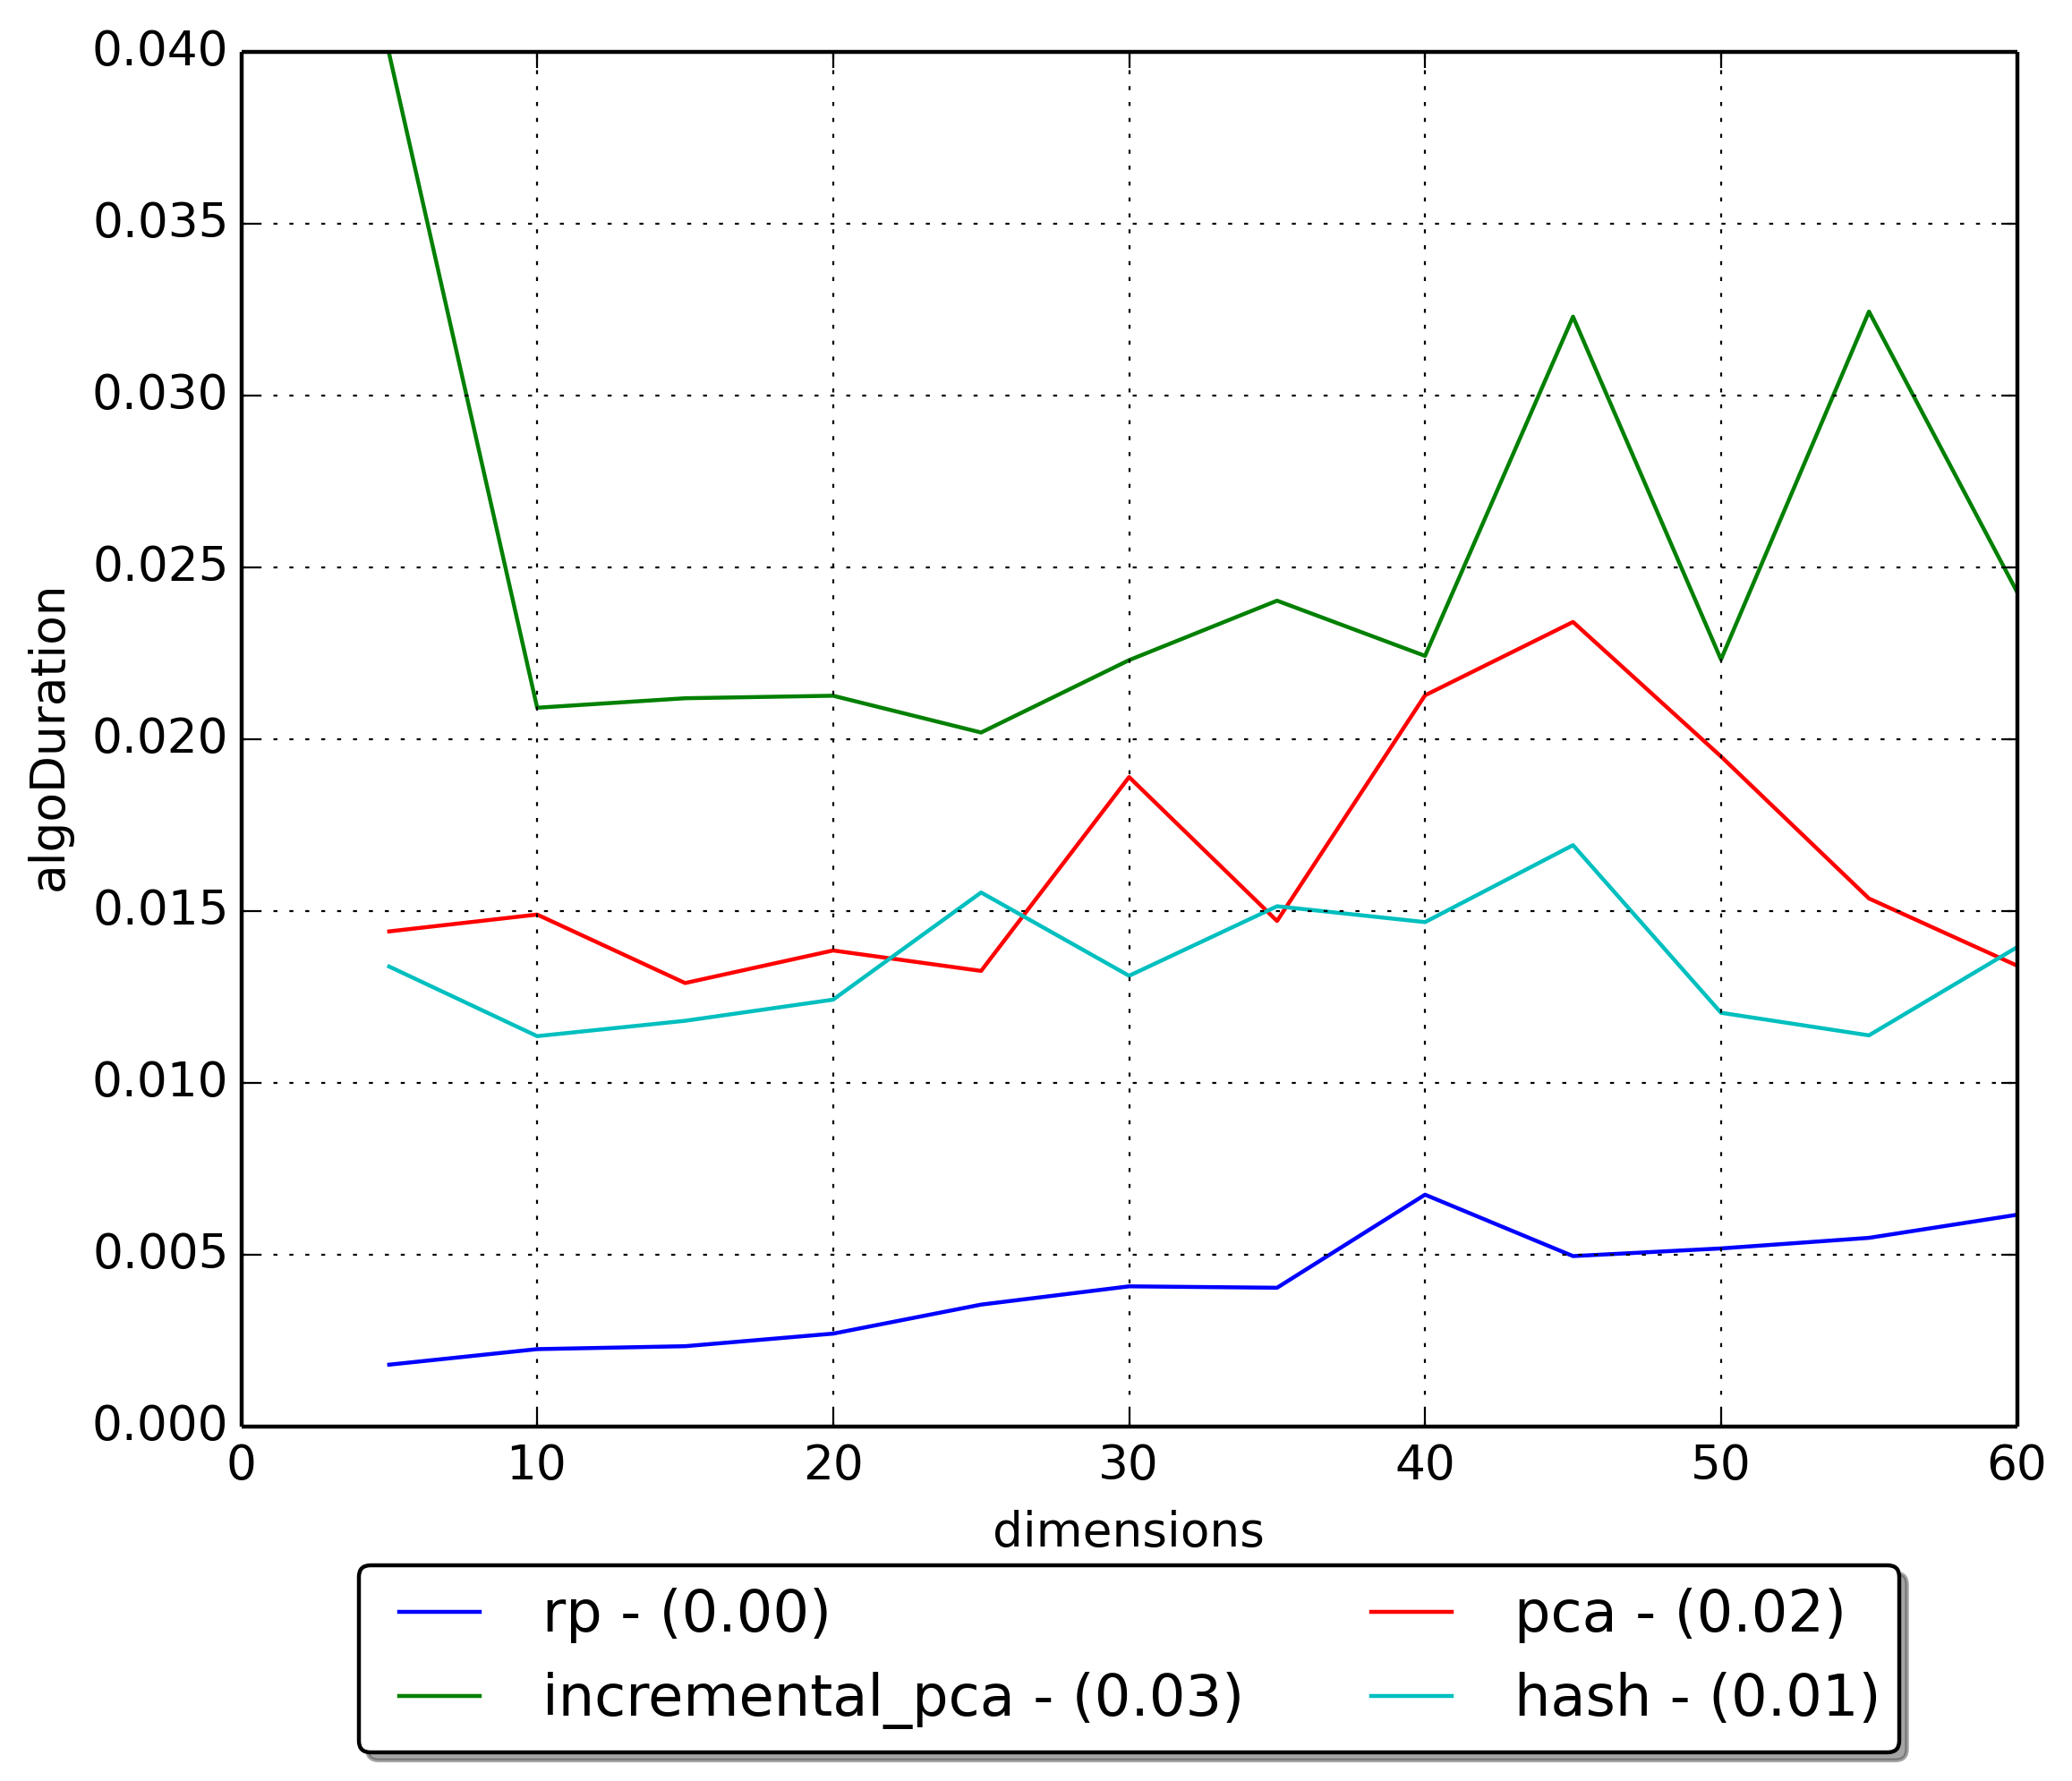 0.040
0.035
0.030
0.025
0.020
0.015
0.010
0.005
0.000
algoDuration
0 10 20 30 40 50 60
dimensions
rp - (0.00) pca - (0.02)
incremental_pca - (0.03) hash - (0.01)